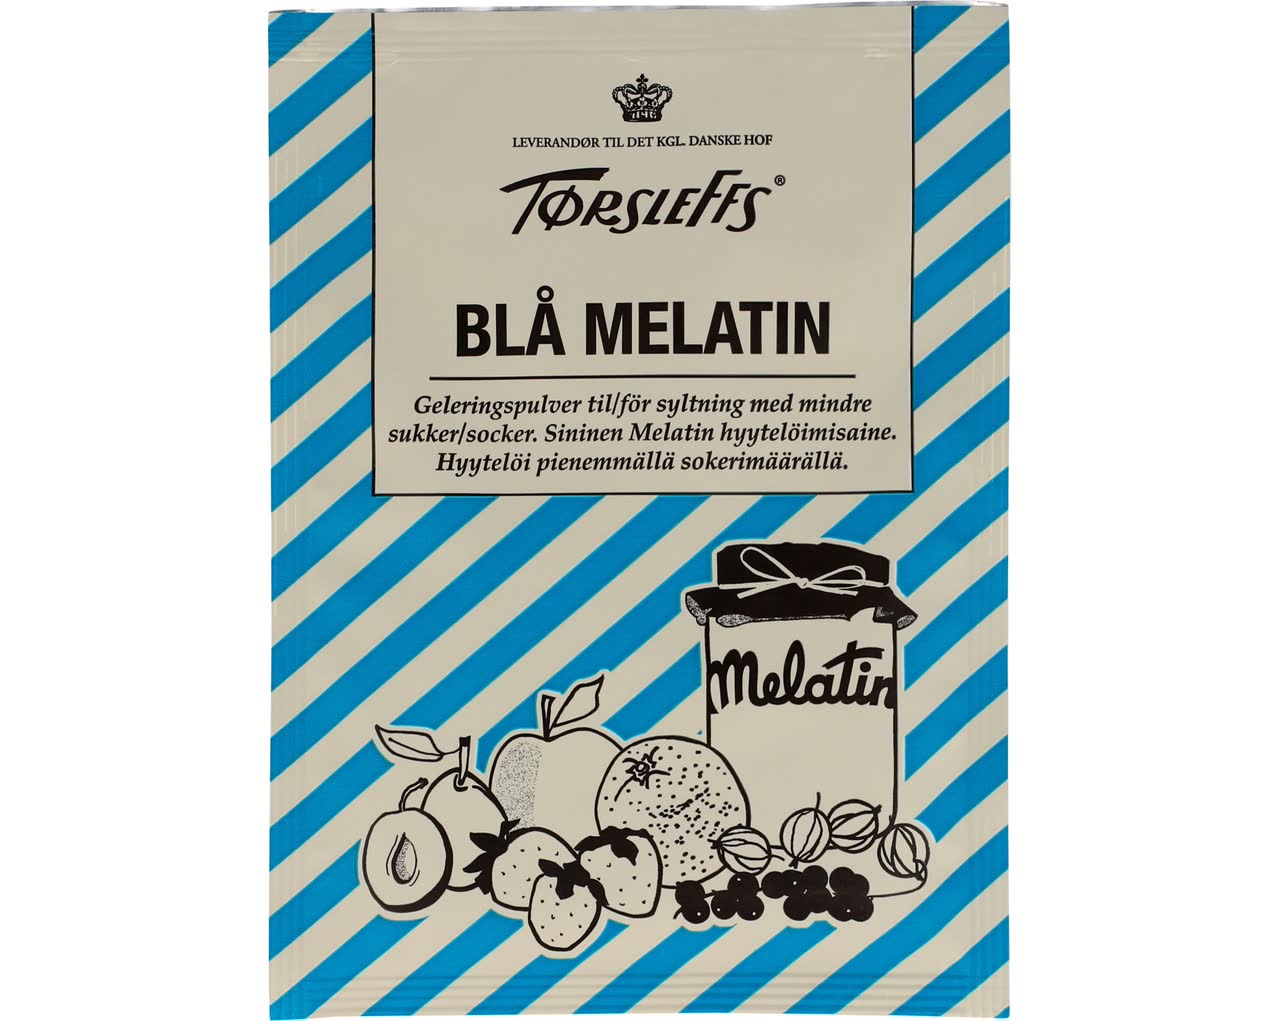 LEVERANDØR TIL DET KGL. DANSKE HOF
TØRSLEFFS®
BLÅ MELATIN
Geleringspulver til/för syltning med mindre
sukker/socker. Sininen Melatin hyytelöimisaine.
Hyytelöi pienemmällä sokerimäärällä.
Melatin